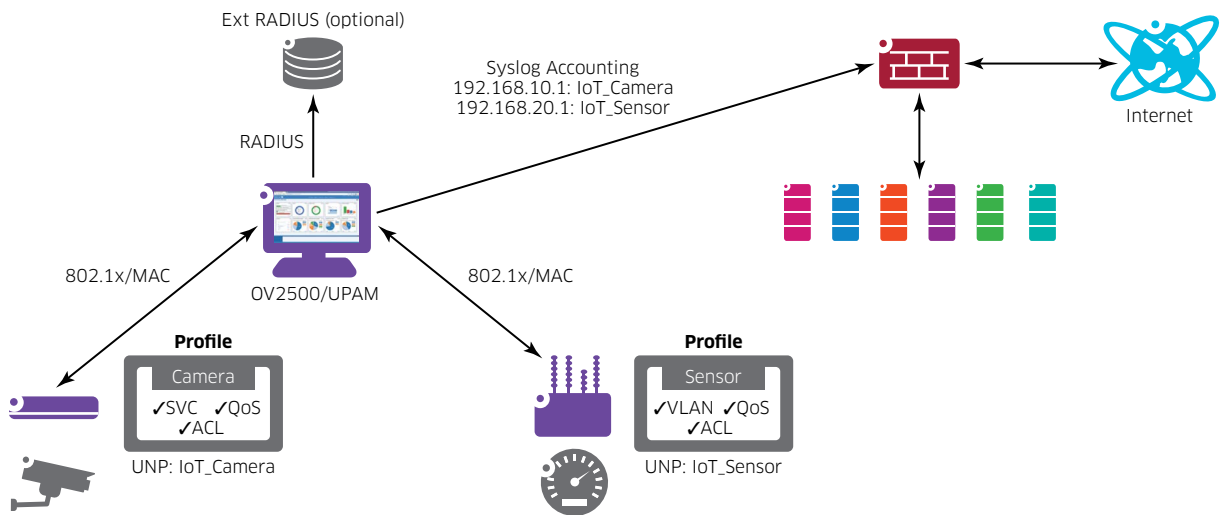 Ext RADIUS (optional)
Syslog Accounting
192.168.10.1: IoT_Camera
192.168.20.1: IoT_Sensor
Internet
RADIUS
802.1x/MAC
802.1x/MAC
OV2500/UPAM
Profile
Camera
✓SVC ✓QoS
✓ACL
UNP: IoT_Camera
Profile
Sensor
✓VLAN ✓QoS
✓ACL
UNP: IoT_Sensor